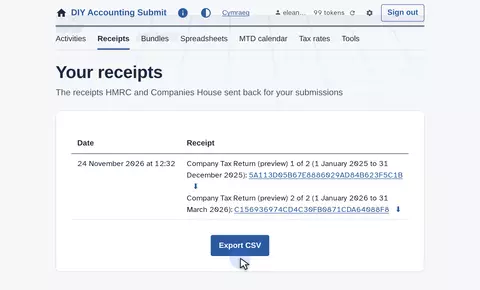 DIY Accounting Submit
Cymraeg
elean...
99 tokens
Sign out
Activities Receipts Bundles Spreadsheets MTD calendar Tax rates Tools
Your receipts
The receipts HMRC and Companies House sent back for your submissions
Date Receipt
24 November 2026 at 12:32
Company Tax Return (preview) 1 of 2 (1 January 2025 to 31
December 2025): 5A113D05B67E8686029AD84B623F5C1B
Company Tax Return (preview) 2 of 2 (1 January 2026 to 31
March 2026): C156936974CD4C30FB0871CDA64088F8
Export CSV